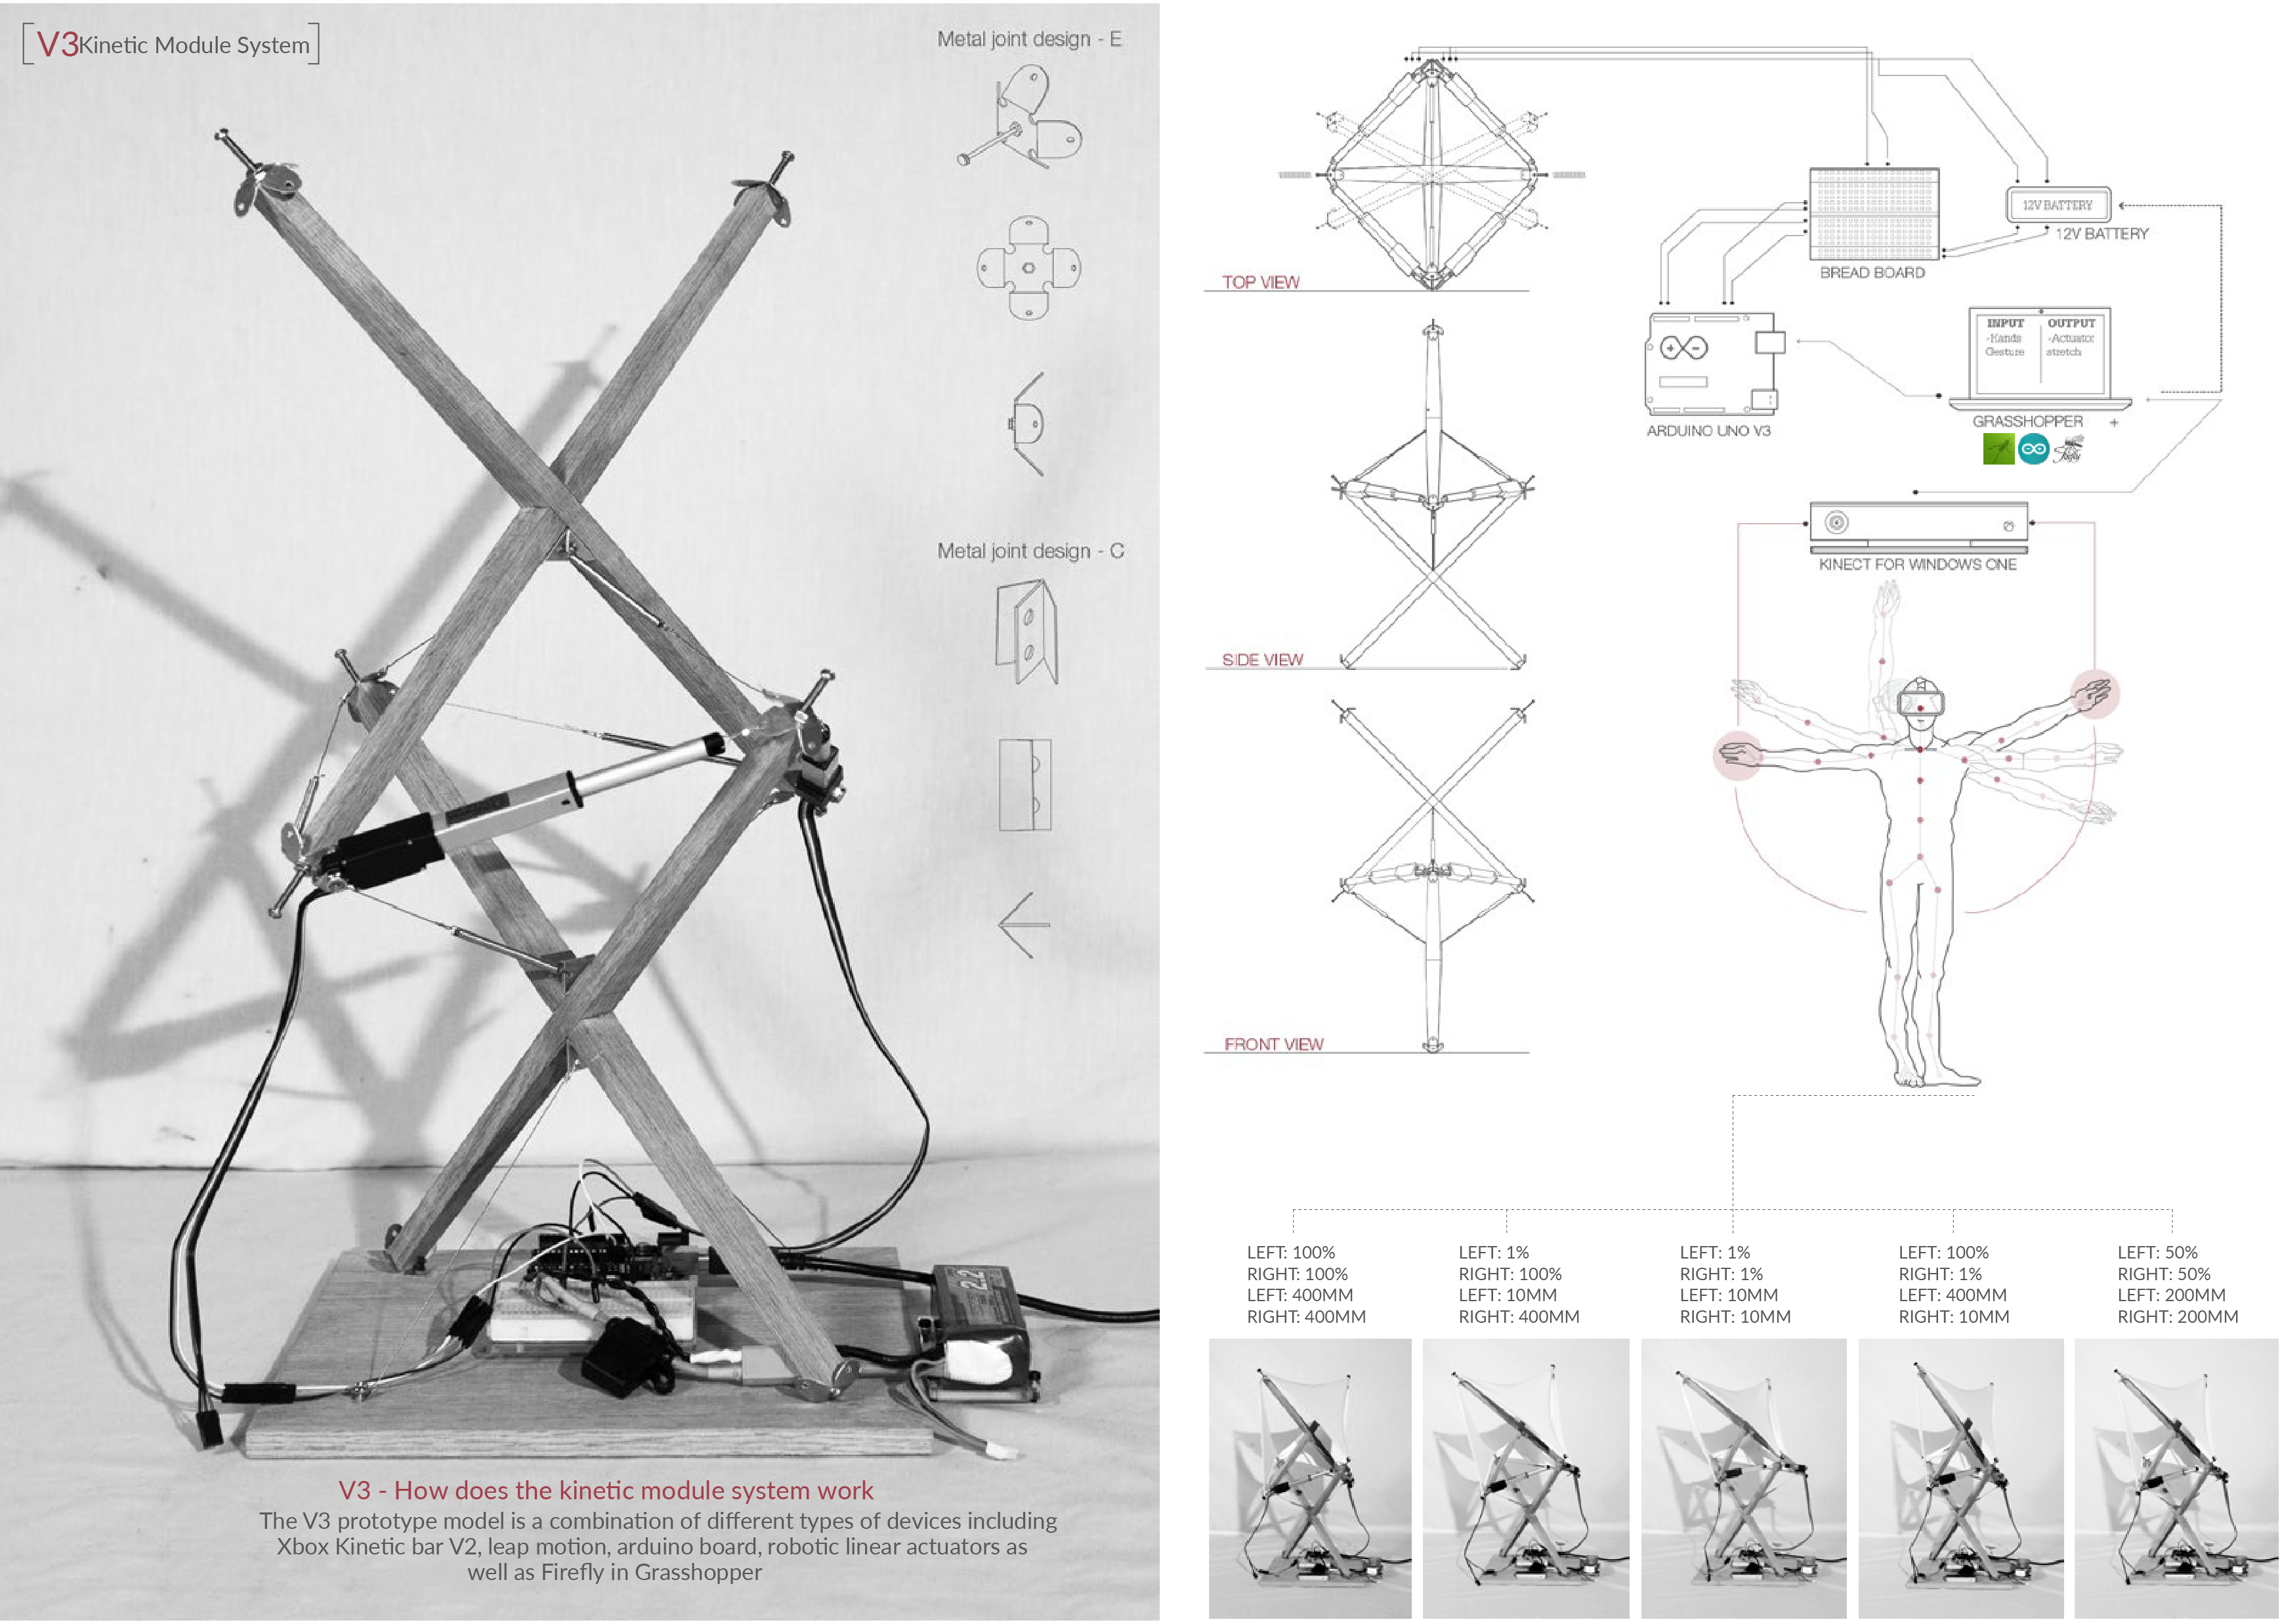 V3 Kinetic Module System
Metal joint design - E
Metal joint design - C
2.2
V3 - How does the kinetic module system work
The V3 prototype model is a combination of different types of devices including
Xbox Kinetic bar V2, leap motion, arduino board, robotic linear actuators as
well as Firefly in Grasshopper
TOP VIEW
SIDE VIEW
FRONT VIEW
BREAD BOARD
12V BATTERY
12V BATTERY
ARDUINO UNO V3
INPUT
-Hands
Gesture
OUTPUT
-Actuator
stretch
GRASSHOPPER +
firefly
KINECT FOR WINDOWS ONE
LEFT: 100%
RIGHT: 100%
LEFT: 400MM
RIGHT: 400MM
LEFT: 1%
RIGHT: 100%
LEFT: 10MM
RIGHT: 400MM
LEFT: 1%
RIGHT: 1%
LEFT: 10MM
RIGHT: 10MM
LEFT: 100%
RIGHT: 1%
LEFT: 400MM
RIGHT: 10MM
LEFT: 50%
RIGHT: 50%
LEFT: 200MM
RIGHT: 200MM